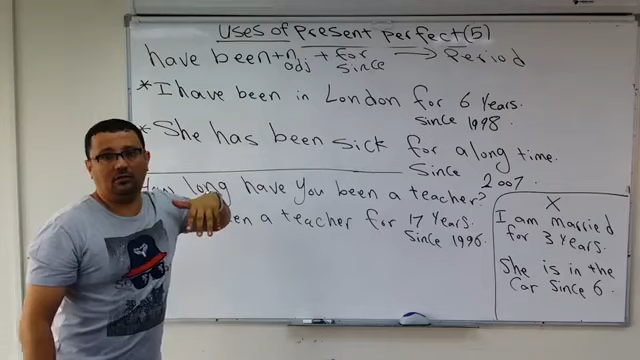 Uses of present perfect (5)
have been + n adj + for since → Period
* I have been in London for 6 Years.
since 1998.
* She has been sick for a long time.
Since 2007.
How long have You been a teacher?
been a teacher for 17 Years.
Since 1996.
X
I am married
for 3 Years.
She is in the
Car Since 6.